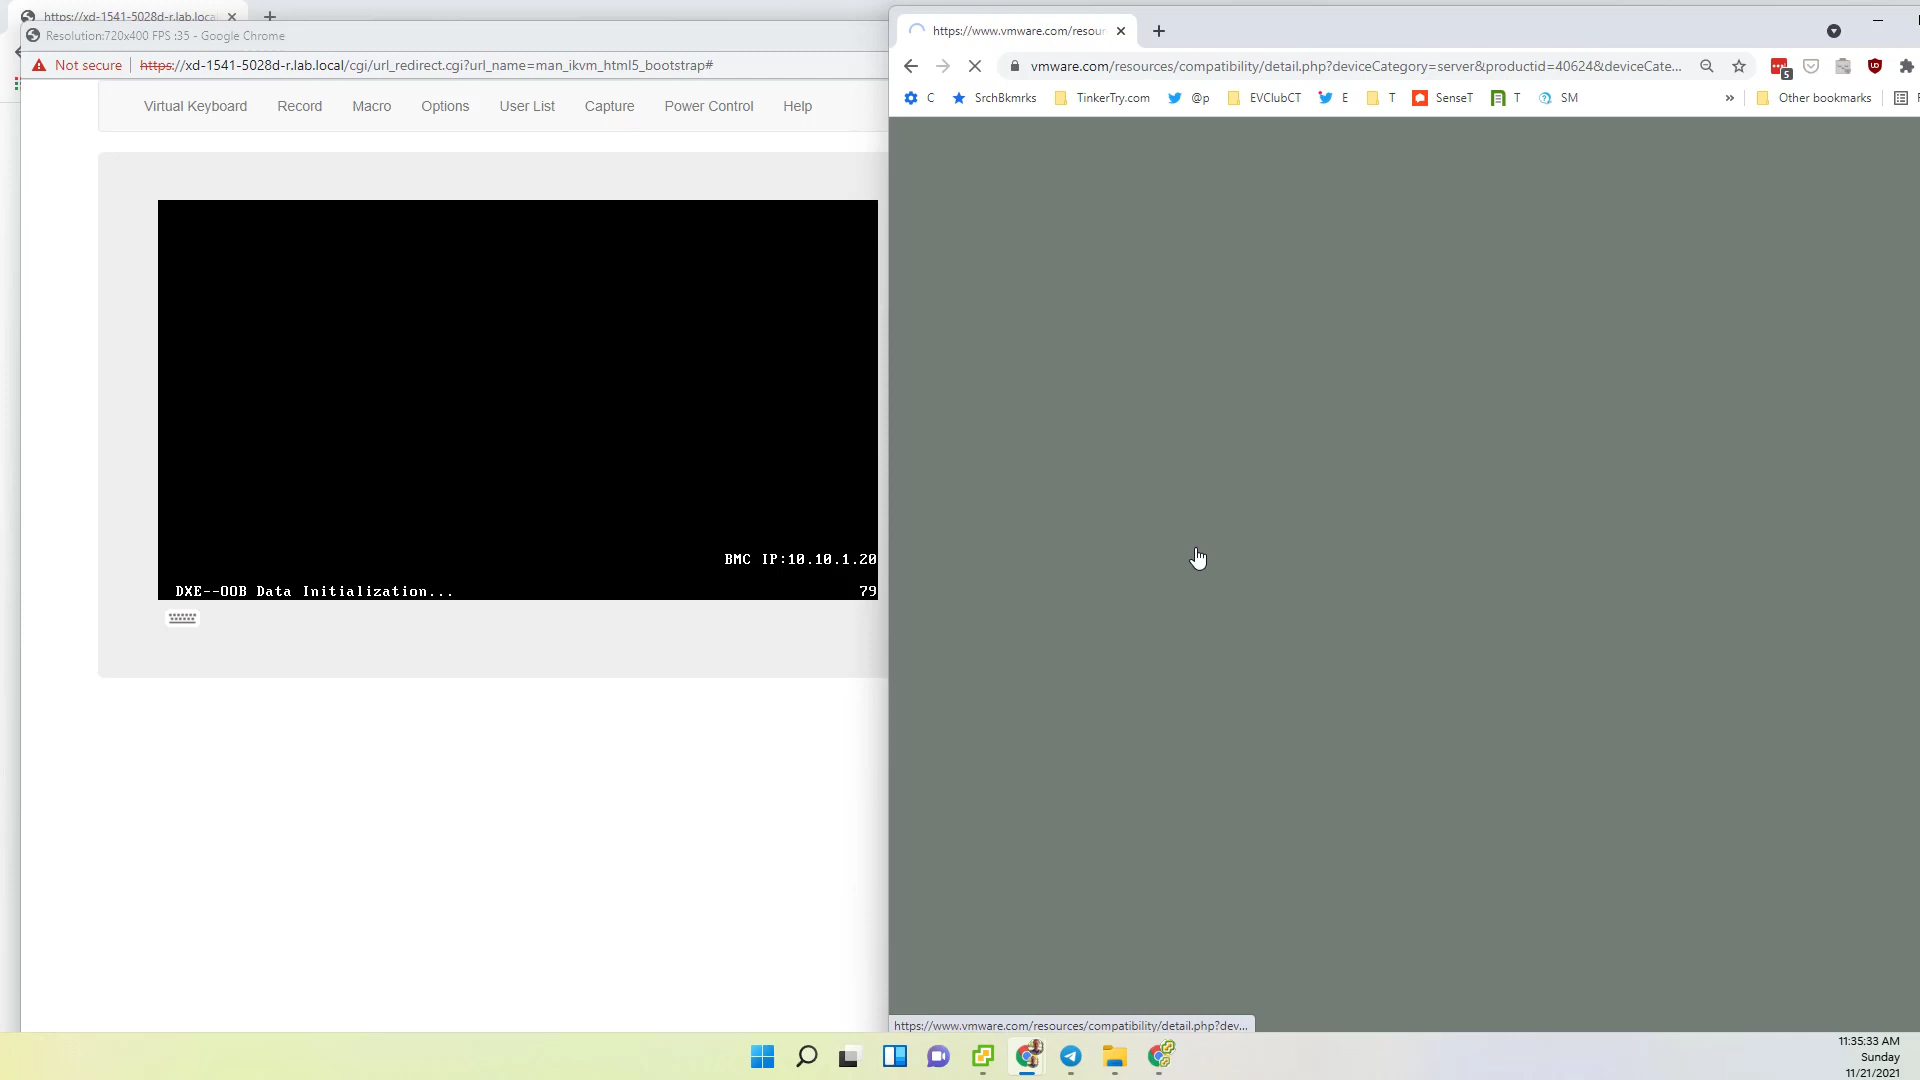 https://xd-1541-5028d-r.lab.loca
Resolution:720x400 FPS :35 - Google Chrome
Not secure
https://xd-1541-5028d-r.lab.local/cgi/url_redirect.cgi?url_name=man_ikvm_html5_bootstrap#
Virtual Keyboard Record Macro Options User List Capture Power Control Help
BMC IP:10.10.1.20
DXE--OOB Data Initialization... 79
https://www.vmware.com/resour
vmware.com/resources/compatibility/detail.php?deviceCategory=server&productid=40624&deviceCate...
5
C SrchBkmrks TinkerTry.com @p EVClubCT E T SenseT T SM » Other bookmarks
https://www.vmware.com/resources/compatibility/detail.php?dev...
11:35:33 AM
Sunday
11/21/2021